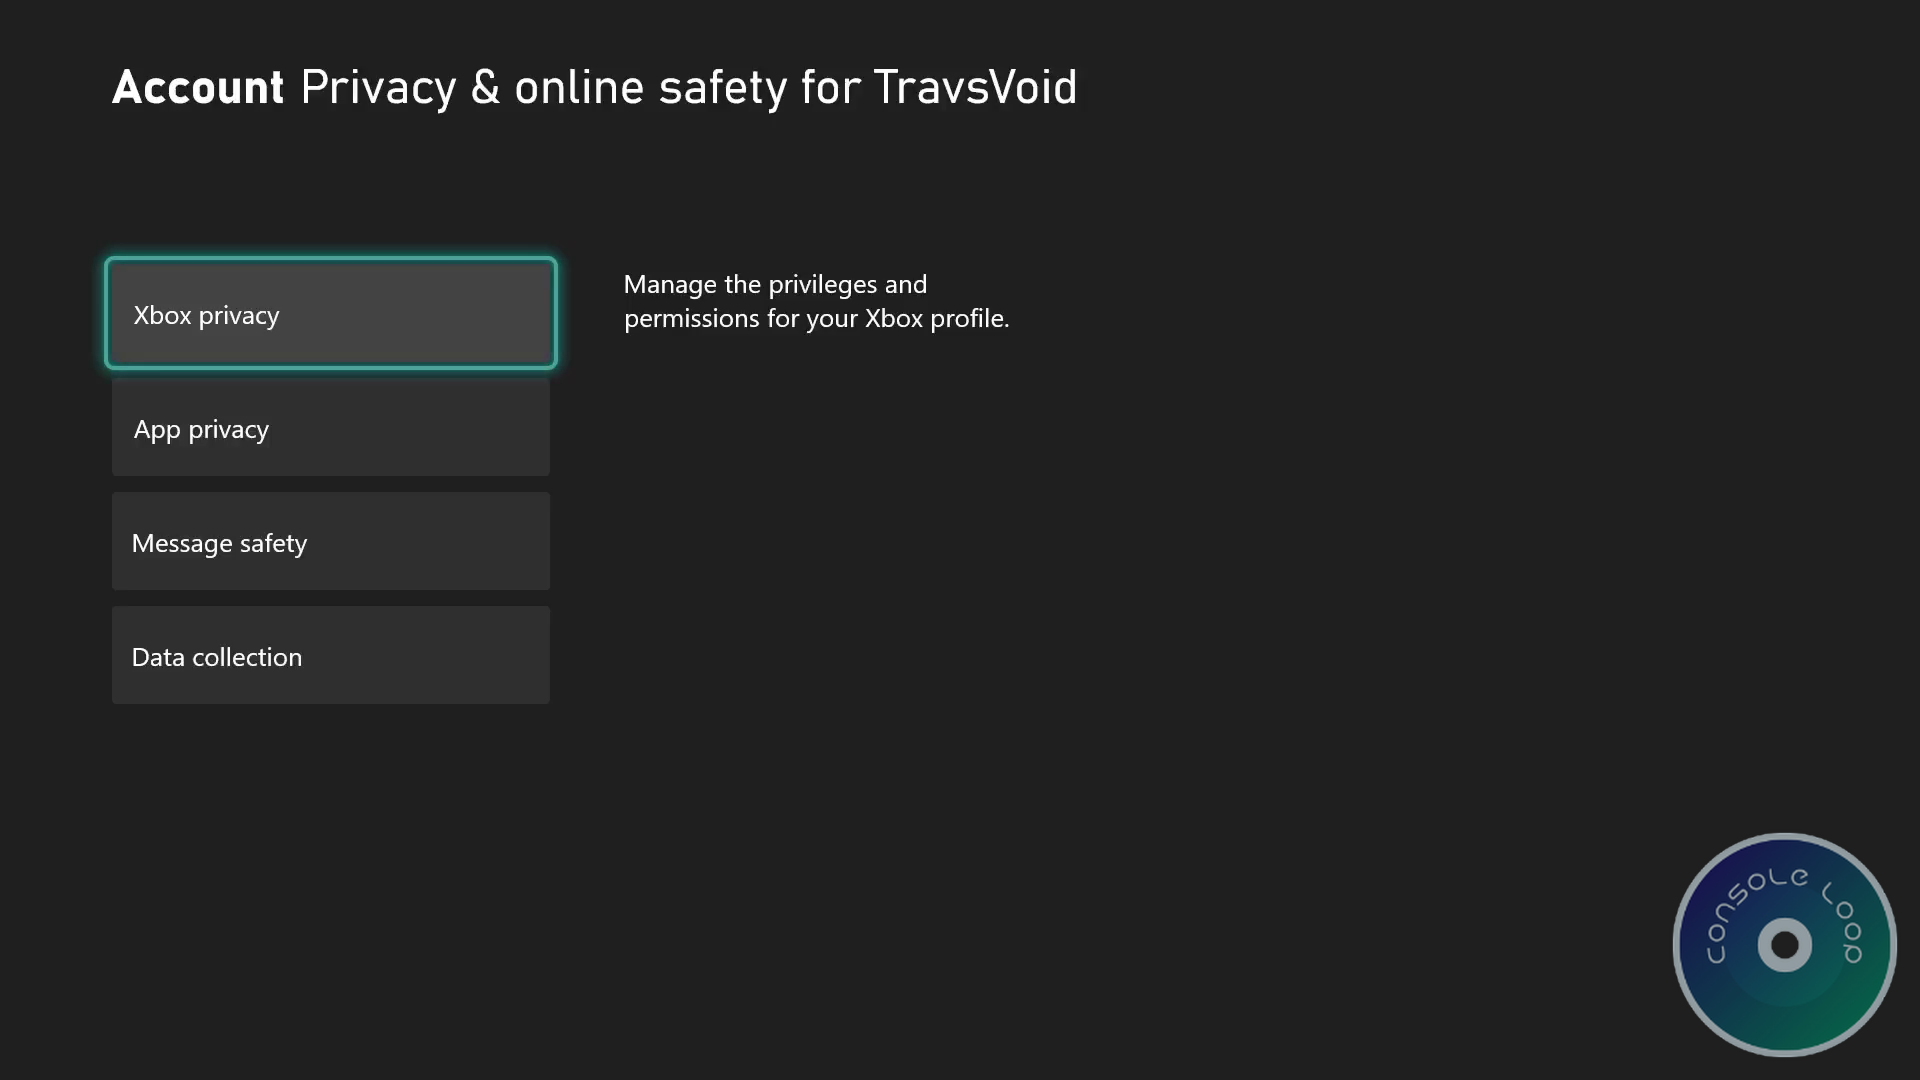 Account Privacy & online safety for TravsVoid
Xbox privacy
Manage the privileges and
permissions for your Xbox profile.
App privacy
Message safety
Data collection
CONSOLE LOOP